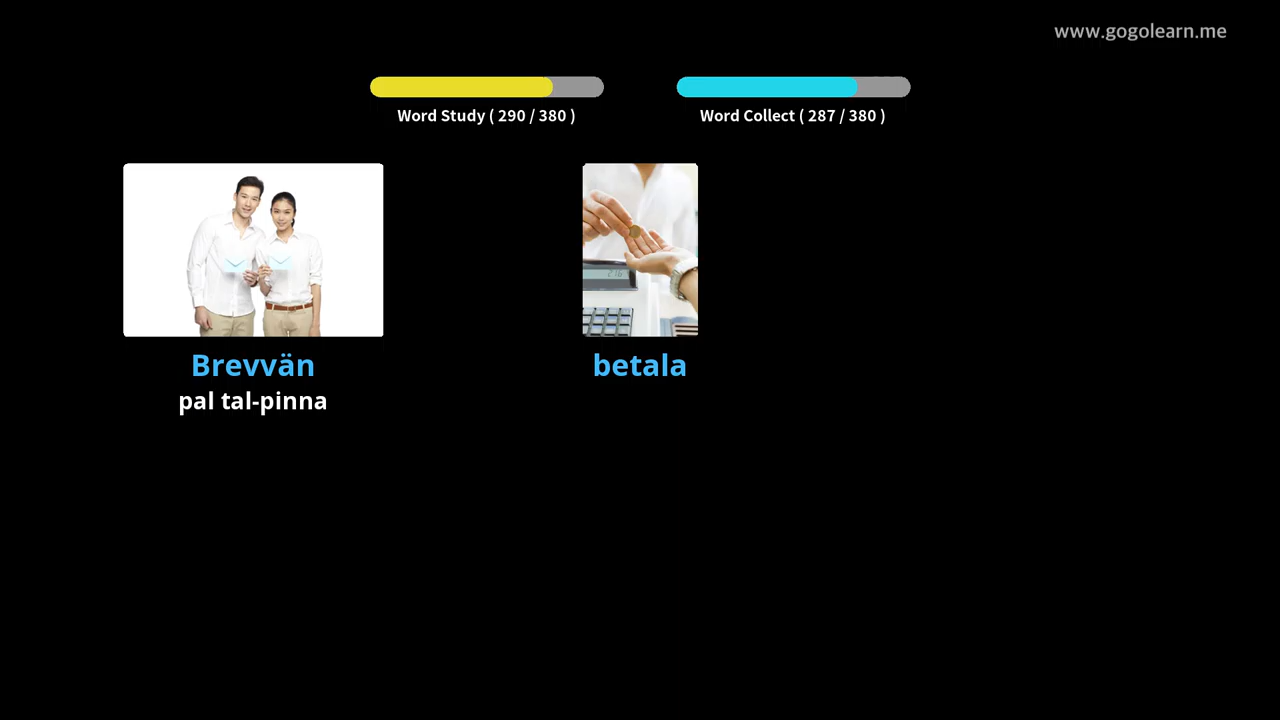 www.gogolearn.me
Word Study ( 290 / 380 )
Word Collect ( 287 / 380 )
Brevvän
pal tal-pinna
betala